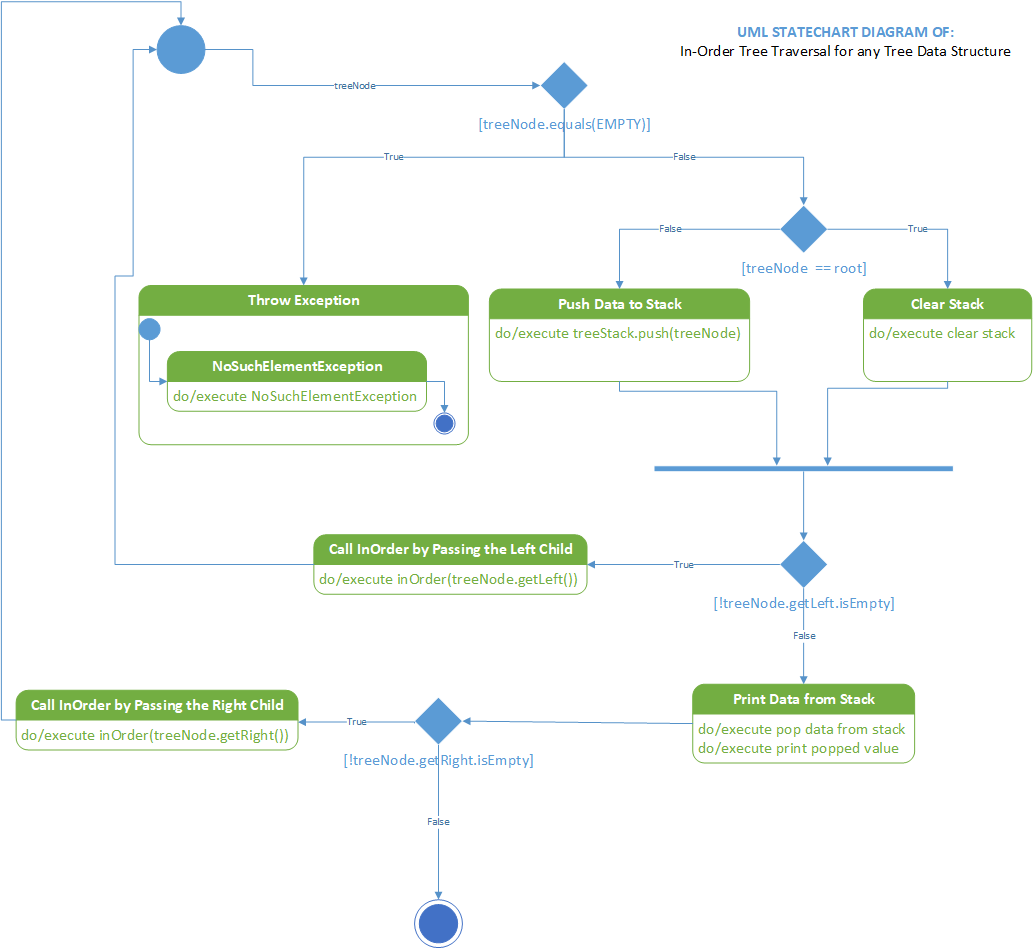 UML STATECHART DIAGRAM OF:
In-Order Tree Traversal for any Tree Data Structure
treeNode
[treeNode.equals(EMPTY)]
True
False
False
True
[treeNode == root]
Throw Exception
NoSuchElementException
do/execute NoSuchElementException
Push Data to Stack
do/execute treeStack.push(treeNode)
Clear Stack
do/execute clear stack
Call InOrder by Passing the Left Child
do/execute inOrder(treeNode.getLeft())
True
[!treeNode.getLeft.isEmpty]
False
Print Data from Stack
do/execute pop data from stack
do/execute print popped value
Call InOrder by Passing the Right Child
do/execute inOrder(treeNode.getRight())
True
[!treeNode.getRight.isEmpty]
False